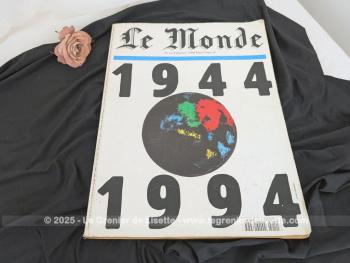 Le Monde
1944
1994
© 2025 - Le Grenier de Lisette - www.legrenierdelisette.com